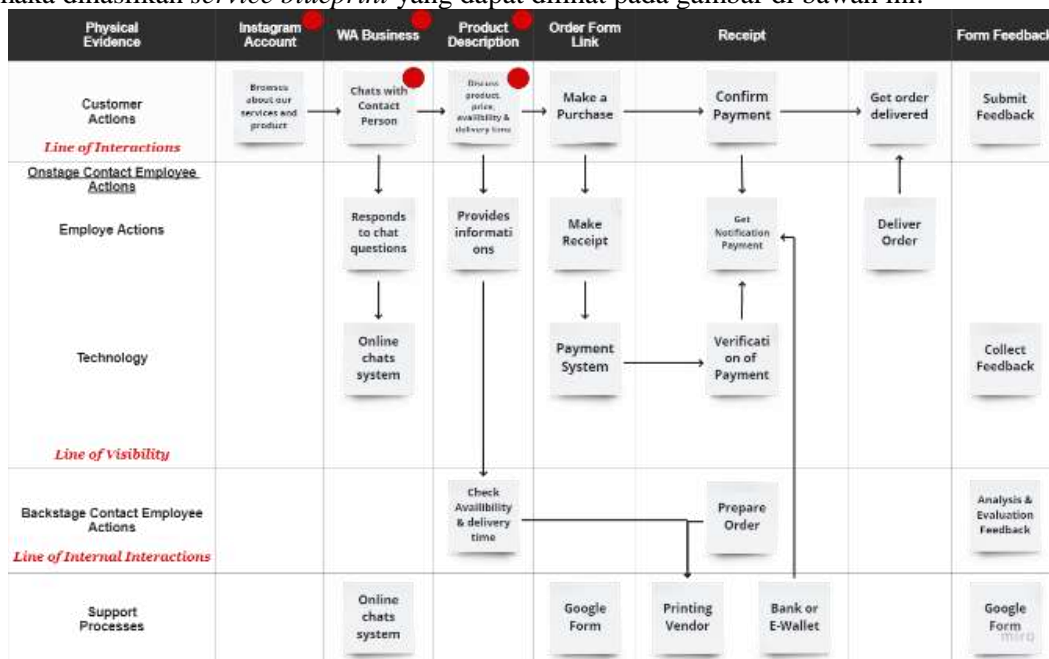 maka dihasilkan service blueprint yang dapat dilihat pada gambar di bawah ini:
Physical
Evidence
Instagram
Account
WA Business
Product
Description
Order Form
Link
Receipt
Form Feedback
Customer
Actions
Line of Interactions
Browses
about our
services and
product
Chats with
Contact
Person
Discuss
product,
price,
availibility &
delivery time
Make a
Purchase
Confirm
Payment
Get order
delivered
Submit
Feedback
Onstage Contact Employee
Actions
Employe Actions
Responds
to chat
questions
Provides
informati
ons
Make
Receipt
Get
Notification
Payment
Deliver
Order
Technology
Online
chats
system
Payment
System
Verificati
on of
Payment
Collect
Feedback
Line of Visibility
Backstage Contact Employee
Actions
Line of Internal Interactions
Check
Availibility
& delivery
time
Prepare
Order
Analysis &
Evaluation
Feedback
Support
Processes
Online
chats
system
Google
Form
Printing
Vendor
Bank or
E-Wallet
Google
Form
miro